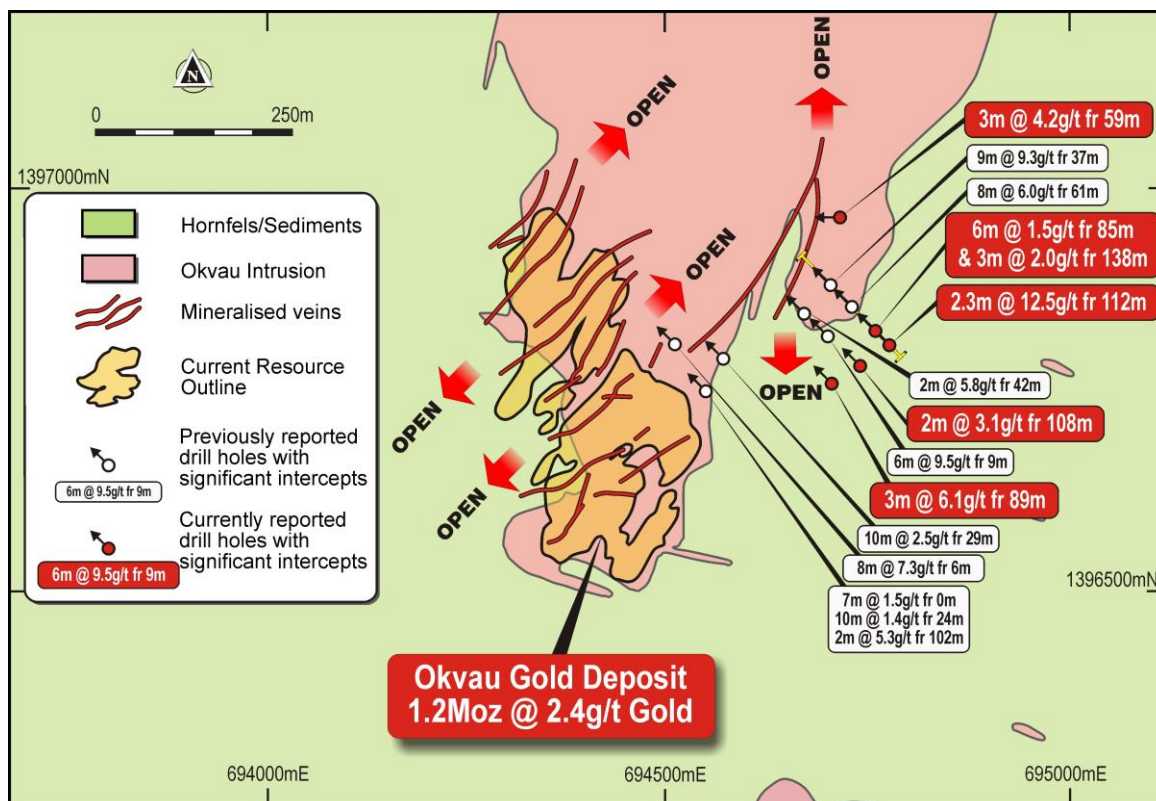 N
0
250m
OPEN
OPEN
3m @ 4.2g/t fr 59m
9m @ 9.3g/t fr 37m
8m @ 6.0g/t fr 61m
6m @ 1.5g/t fr 85m
& 3m @ 2.0g/t fr 138m
2.3m @ 12.5g/t fr 112m
1397000mN
Hornfels/Sediments
Okvau Intrusion
Mineralised veins
Current Resource
Outline
Previously reported
drill holes with
significant intercepts
6m @ 9.5g/t fr 9m
Currently reported
drill holes with
significant intercepts
6m @ 9.5g/t fr 9m
OPEN
OPEN
OPEN
OPEN
2m @ 5.8g/t fr 42m
2m @ 3.1g/t fr 108m
6m @ 9.5g/t fr 9m
3m @ 6.1g/t fr 89m
10m @ 2.5g/t fr 29m
8m @ 7.3g/t fr 6m
7m @ 1.5g/t fr 0m
10m @ 1.4g/t fr 24m
2m @ 5.3g/t fr 102m
1396500mN
Okvau Gold Deposit
1.2Moz @ 2.4g/t Gold
694000mE
694500mE
695000mE